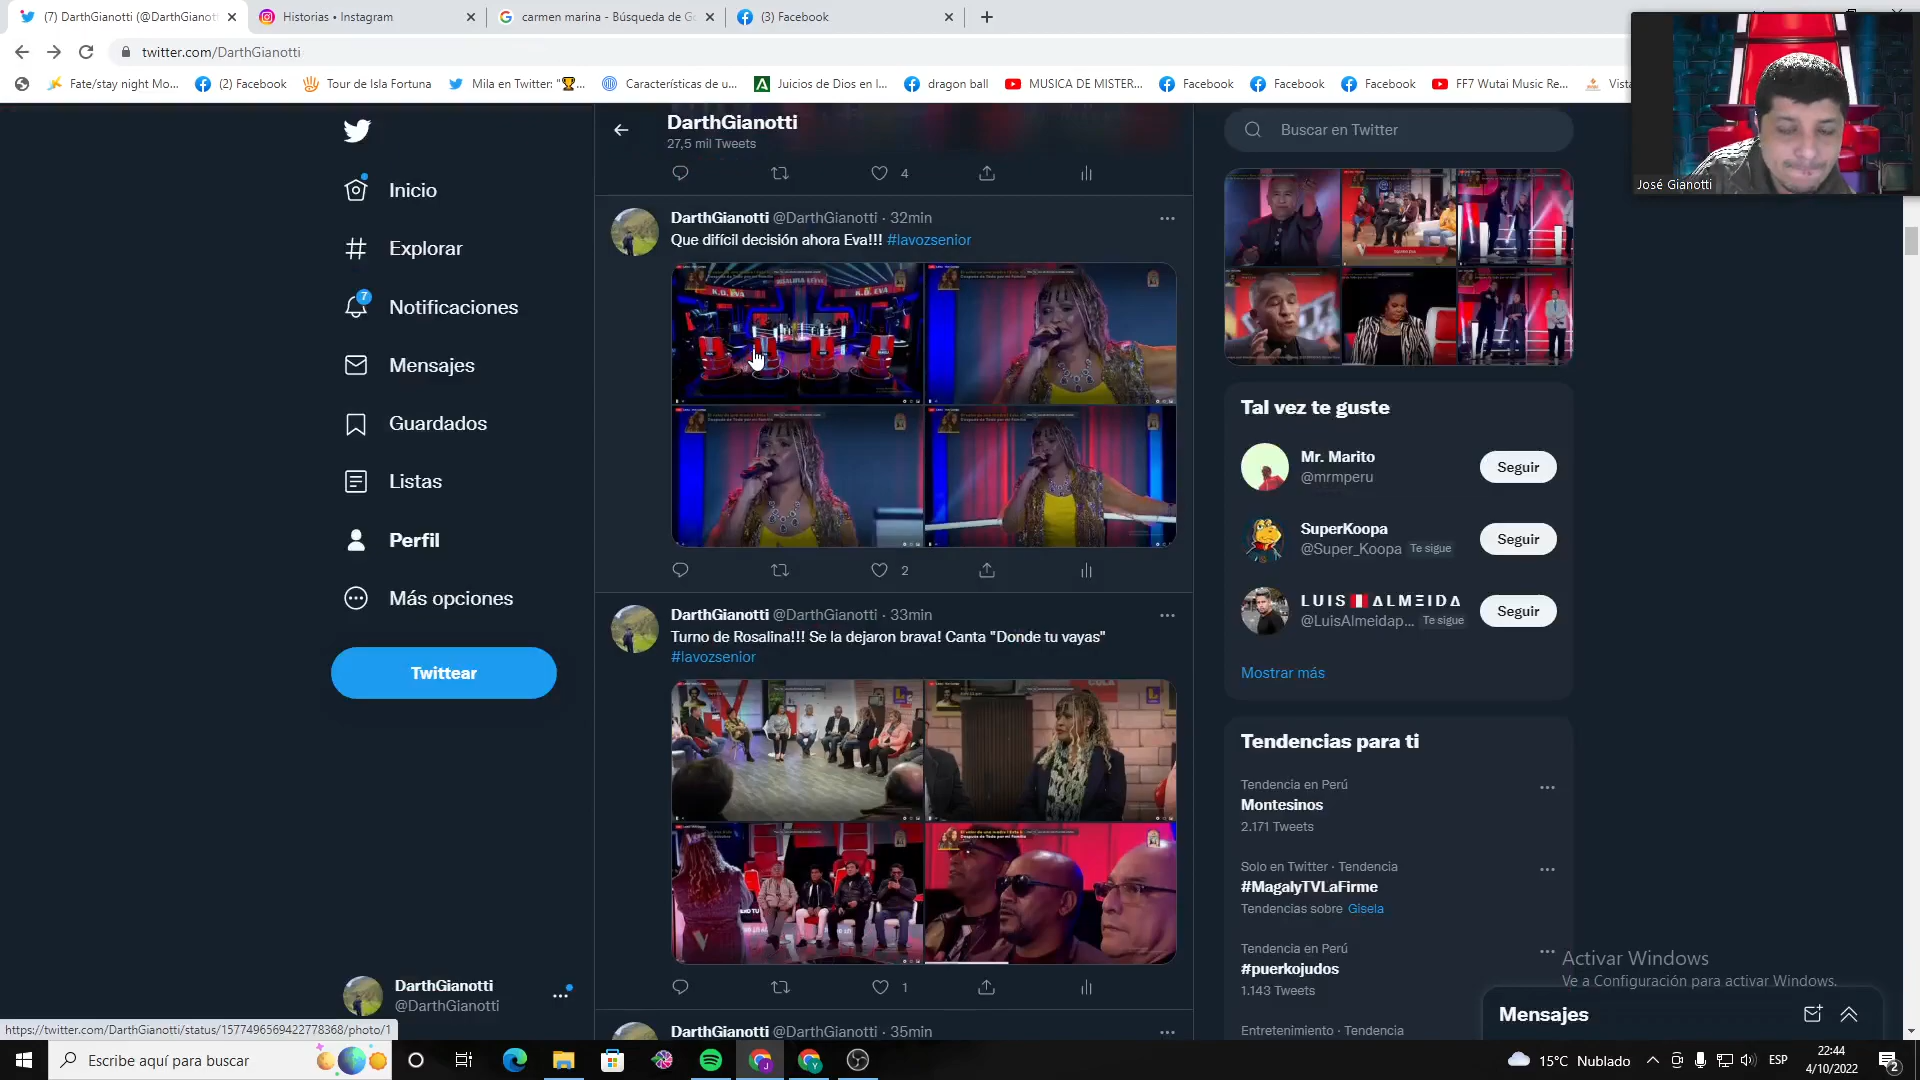 (7) DarthGianotti (@DarthGianott
Historias • Instagram
carmen marina - Búsqueda de Go
(3) Facebook
twitter.com/DarthGianotti
Fate/stay night Mo...
(2) Facebook
Tour de Isla Fortuna
Mila en Twitter: "🏆...
Características de u...
Juicios de Dios en l...
dragon ball
MUSICA DE MISTER...
Facebook
Facebook
Facebook
FF7 Wutai Music Re...
Vista
José Gianotti
Inicio
Explorar
7
Notificaciones
Mensajes
Guardados
Listas
Perfil
Más opciones
Twittear
DarthGianotti
@DarthGianotti
DarthGianotti
27,5 mil Tweets
4
DarthGianotti @DarthGianotti · 32min
Que difícil decisión ahora Eva!!! #lavozsenior
K.O. EVA
K.O. EVA
2
DarthGianotti @DarthGianotti · 33min
Turno de Rosalina!!! Se la dejaron brava! Canta "Donde tu vayas"
#lavozsenior
1
DarthGianotti @DarthGianotti · 35min
Buscar en Twitter
Tal vez te guste
Mr. Marito
@mrmperu
Seguir
SuperKoopa
@Super_Koopa Te sigue
Seguir
L U I S 🇵🇪 Δ L M Ξ I D Δ
@LuisAlmeidap... Te sigue
Seguir
Mostrar más
Tendencias para ti
Tendencia en Perú
Montesinos
2.171 Tweets
Solo en Twitter · Tendencia
#MagalyTVLaFirme
Tendencias sobre Gisela
Tendencia en Perú
#puerkojudos
1.143 Tweets
Entretenimiento · Tendencia
Activar Windows
Ve a Configuración para activar Windows.
Mensajes
https://twitter.com/DarthGianotti/status/1577496569422778368/photo/1
Escribe aquí para buscar
15°C Nublado
ESP
22:44
4/10/2022
2